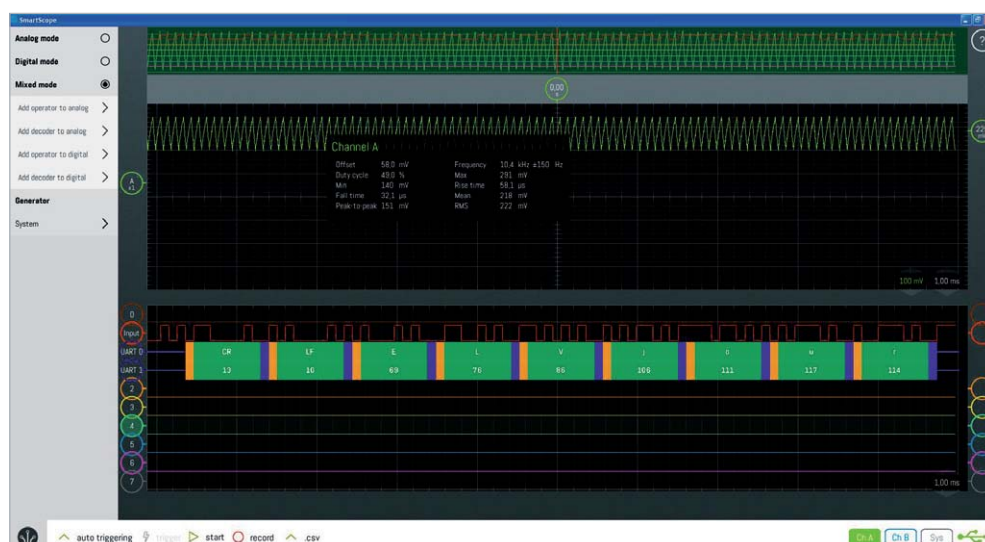 SmartScope
Analog mode
Digital mode
Mixed mode
Add operator to analog
Add decoder to analog
Add operator to digital
Add decoder to digital
Generator
System
?
0,00
s
A
x1
Channel A
Offset 58,0 mV Frequency 10,4 kHz ±150 Hz
Duty cycle 49,0 % Max 291 mV
Min 140 mV Rise time 58,1 µs
Fall time 32,1 µs Mean 218 mV
Peak-to-peak 151 mV RMS 222 mV
100 mV 1,00 ms
0
Input
UART 0 CR LF E L V j o u r
UART 1 13 10 69 76 86 106 111 117 114
2
3
4
5
6
7
1,00 ms
auto triggering trigger start record .csv
Ch A Ch B Sys